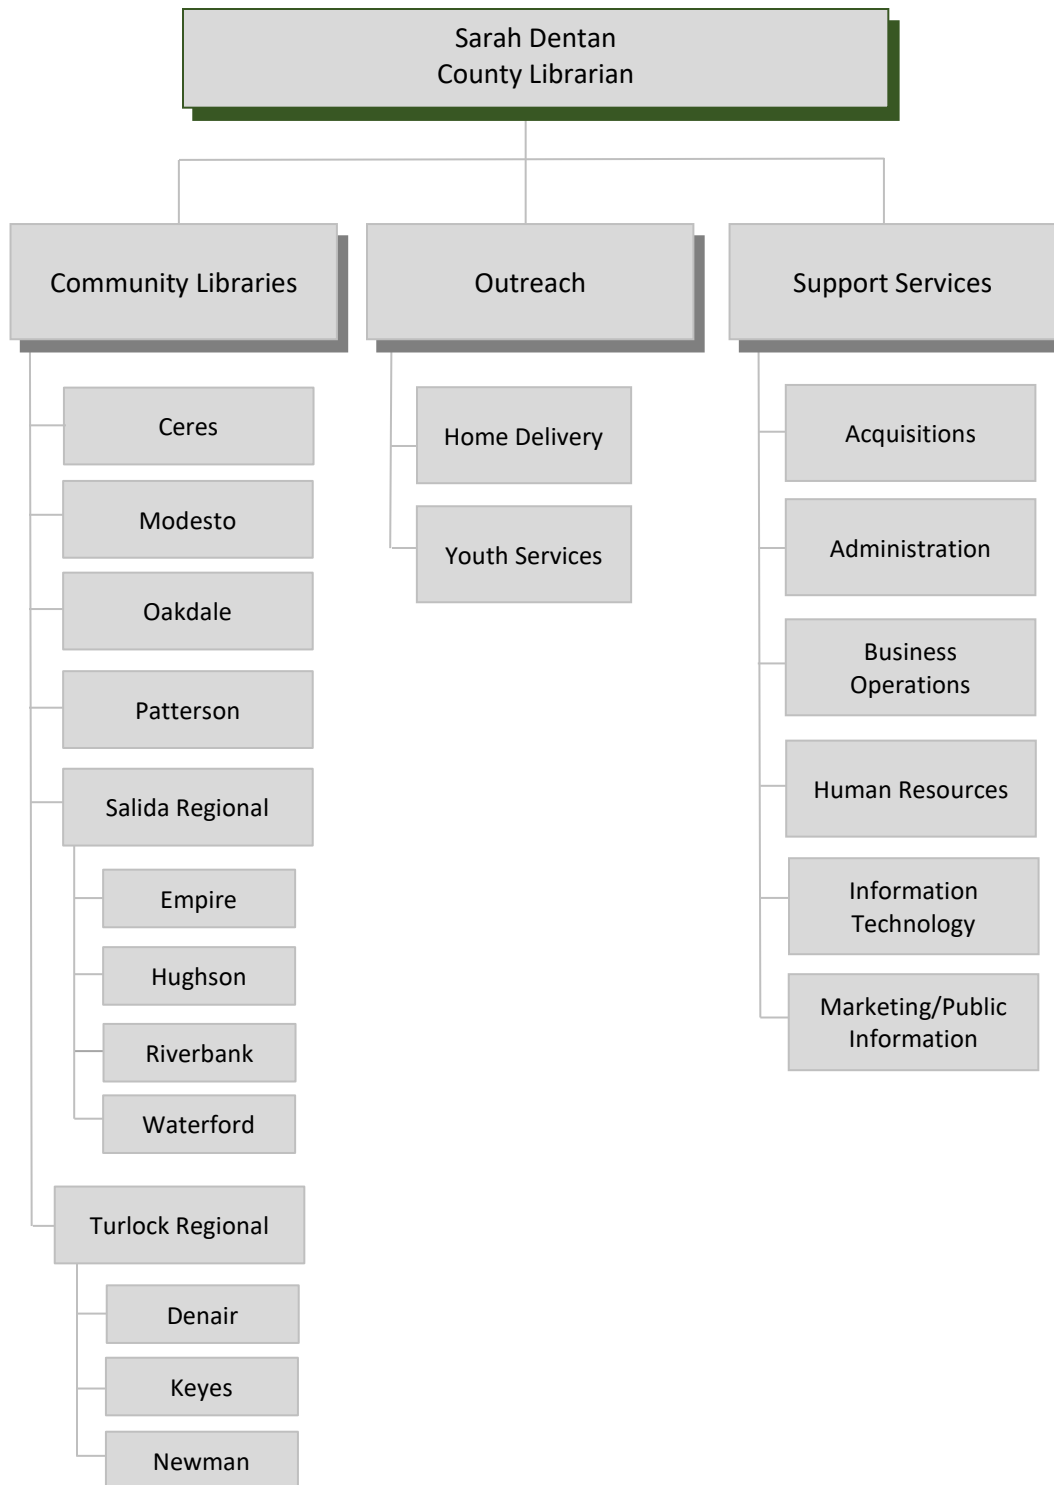 Sarah Dentan
County Librarian
Community Libraries
Outreach
Support Services
Ceres
Modesto
Oakdale
Patterson
Salida Regional
Empire
Hughson
Riverbank
Waterford
Turlock Regional
Denair
Keyes
Newman
Home Delivery
Youth Services
Acquisitions
Administration
Business
Operations
Human Resources
Information
Technology
Marketing/Public
Information